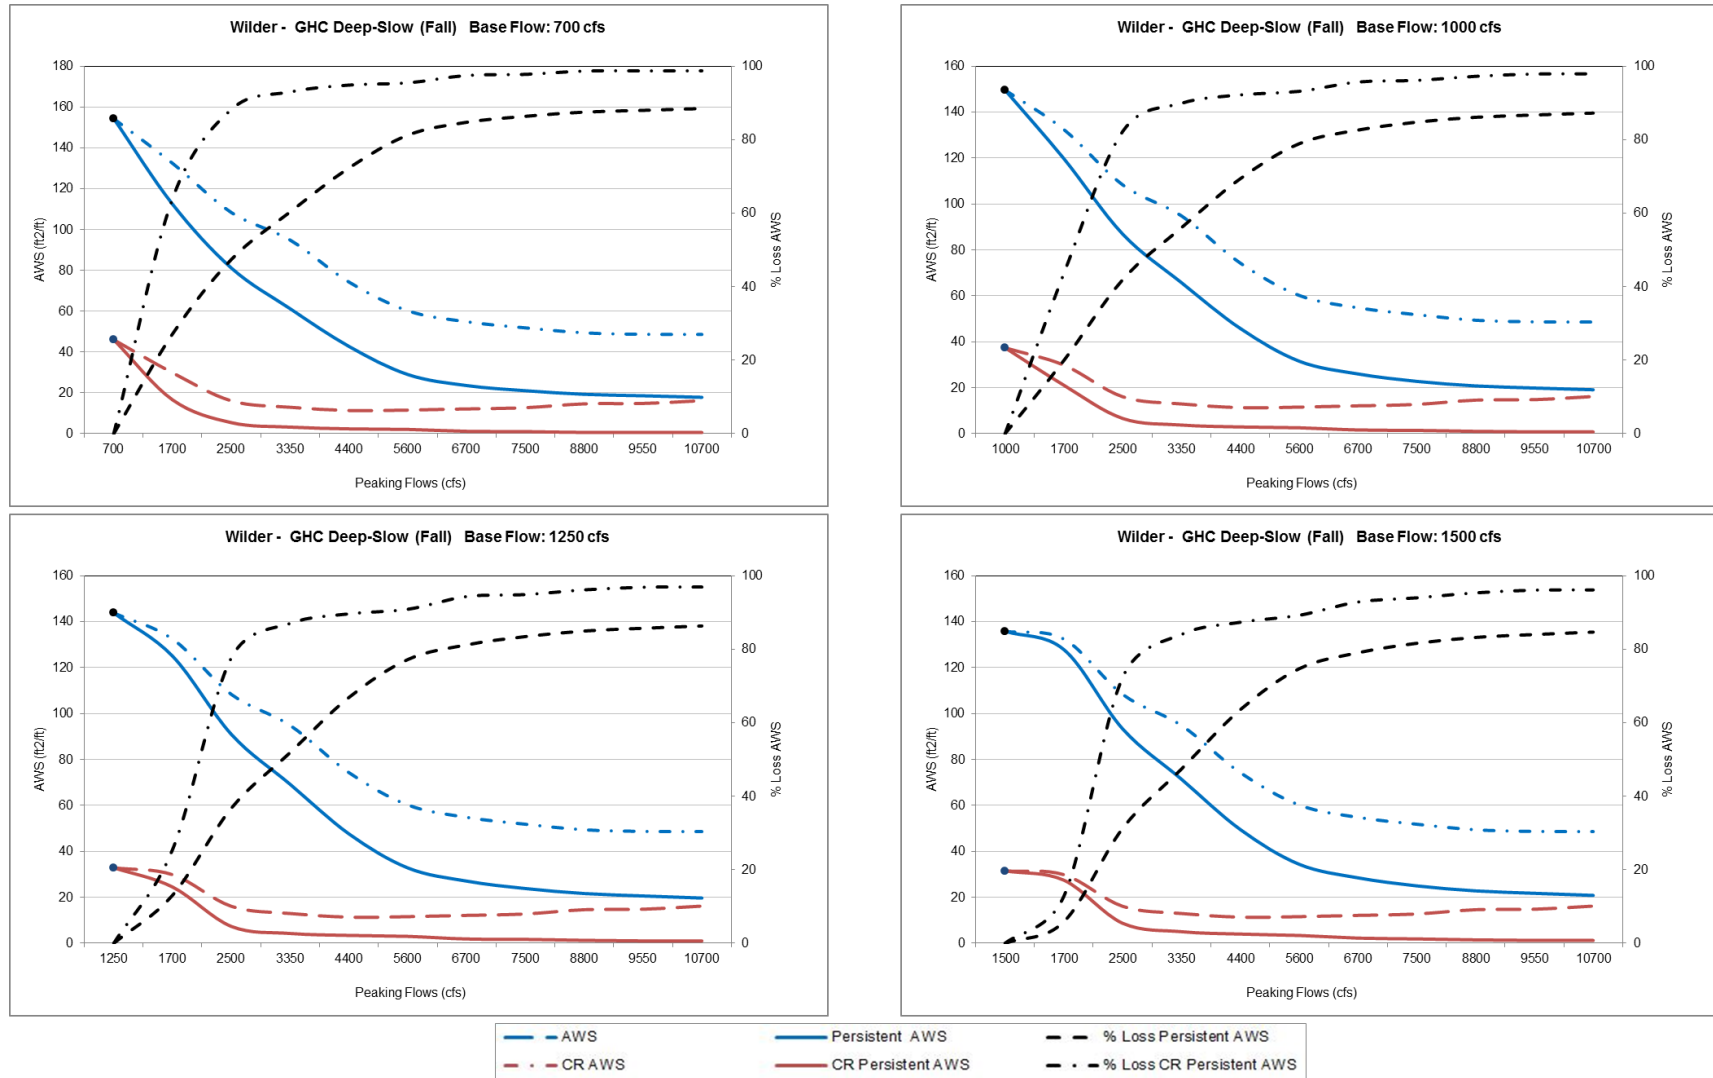 Wilder - GHC Deep-Slow (Fall) Base Flow: 700 cfs
180 160 140 120 100 80 60 40 20 0
AWS (ft2/ft)
100 80 60 40 20 0
% Loss AWS
700 1700 2500 3350 4400 5600 6700 7500 8800 9550 10700
Peaking Flows (cfs)
Wilder - GHC Deep-Slow (Fall) Base Flow: 1000 cfs
160 140 120 100 80 60 40 20 0
AWS (ft2/ft)
100 80 60 40 20 0
% Loss AWS
1000 1700 2500 3350 4400 5600 6700 7500 8800 9550 10700
Peaking Flows (cfs)
Wilder - GHC Deep-Slow (Fall) Base Flow: 1250 cfs
160 140 120 100 80 60 40 20 0
AWS (ft2/ft)
100 80 60 40 20 0
% Loss AWS
1250 1700 2500 3350 4400 5600 6700 7500 8800 9550 10700
Peaking Flows (cfs)
Wilder - GHC Deep-Slow (Fall) Base Flow: 1500 cfs
160 140 120 100 80 60 40 20 0
AWS (ft2/ft)
100 80 60 40 20 0
% Loss AWS
1500 1700 2500 3350 4400 5600 6700 7500 8800 9550 10700
Peaking Flows (cfs)
AWS Persistent AWS % Loss Persistent AWS
CR AWS CR Persistent AWS % Loss CR Persistent AWS